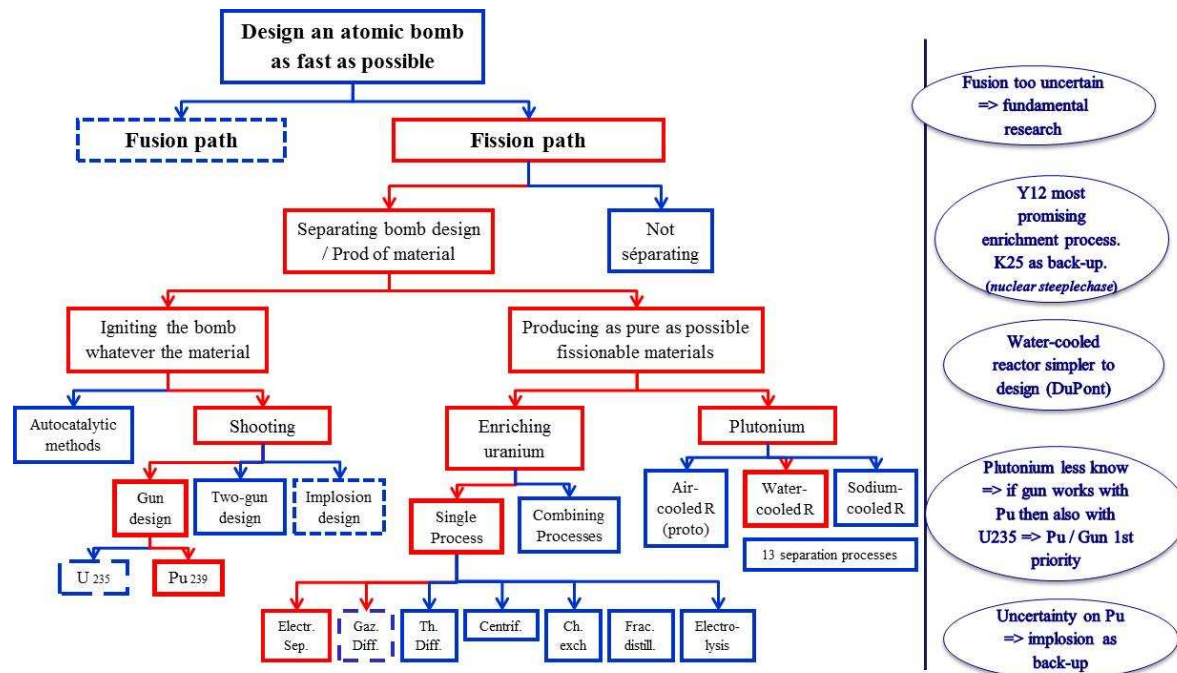 Design an atomic bomb
as fast as possible
Fusion path
Fission path
Separating bomb design
/ Prod of material
Not
séparating
Igniting the bomb
whatever the material
Producing as pure as possible
fissionable materials
Autocatalytic
methods
Shooting
Enriching
uranium
Plutonium
Gun
design
Two-gun
design
Implosion
design
Single
Process
Combining
Processes
Air-
cooled R
(proto)
Water-
cooled R
Sodium-
cooled R
13 separation processes
U 235
Pu 239
Electr.
Sep.
Gaz.
Diff.
Th.
Diff.
Centrif.
Ch.
exch
Frac.
distill.
Electro-
lysis
Fusion too uncertain
=> fundamental
research
Y12 most
promising
enrichment process.
K25 as back-up.
(nuclear steeplechase)
Water-cooled
reactor simpler to
design (DuPont)
Plutonium less know
=> if gun works with
Pu then also with
U235 => Pu / Gun 1st
priority
Uncertainty on Pu
=> implosion as
back-up